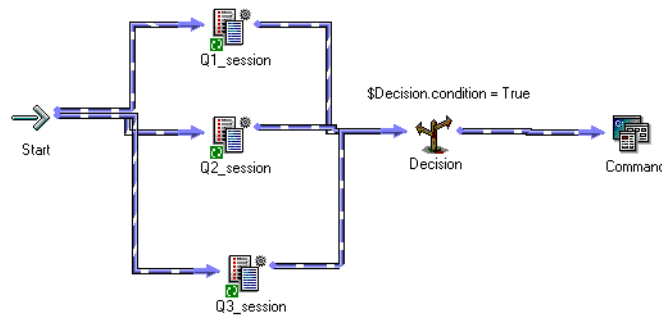 Q1_session
$Decision.condition = True
Start
Q2_session
Decision
Command
Q3_session